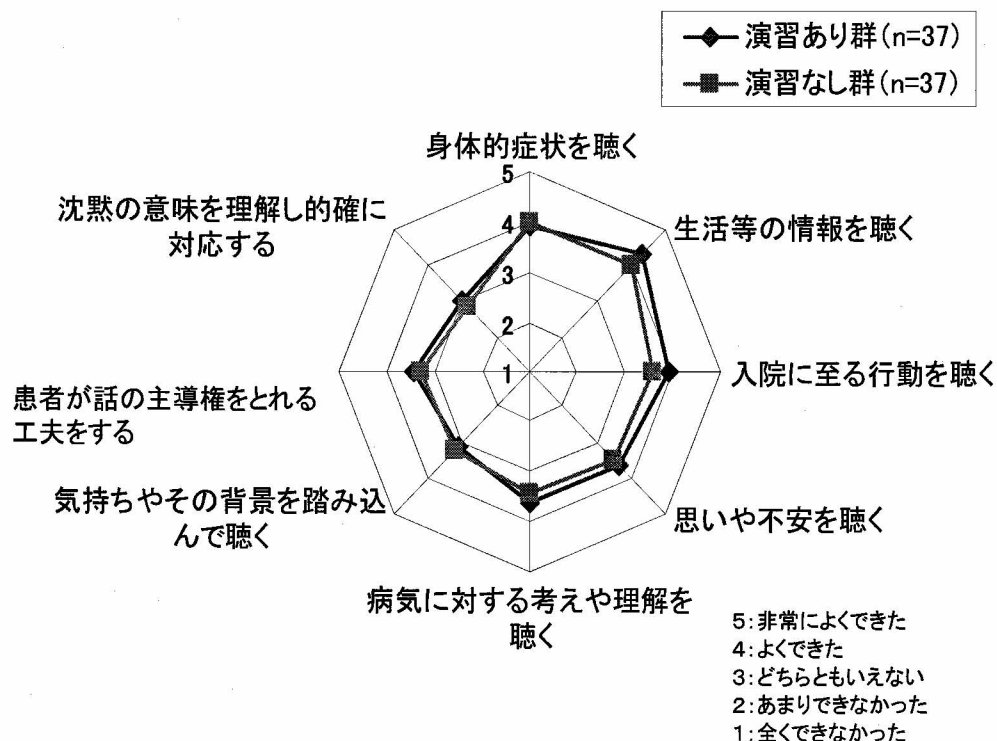 演習あり群(n=37)
演習なし群(n=37)
身体的症状を聴く
5
生活等の情報を聴く
沈黙の意味を理解し的確に
対応する
4
3
2
1
入院に至る行動を聴く
患者が話の主導権をとれる
工夫をする
気持ちやその背景を踏み込
んで聴く
思いや不安を聴く
病気に対する考えや理解を
聴く
5:非常によくできた
4:よくできた
3:どちらともいえない
2:あまりできなかった
1:全くできなかった